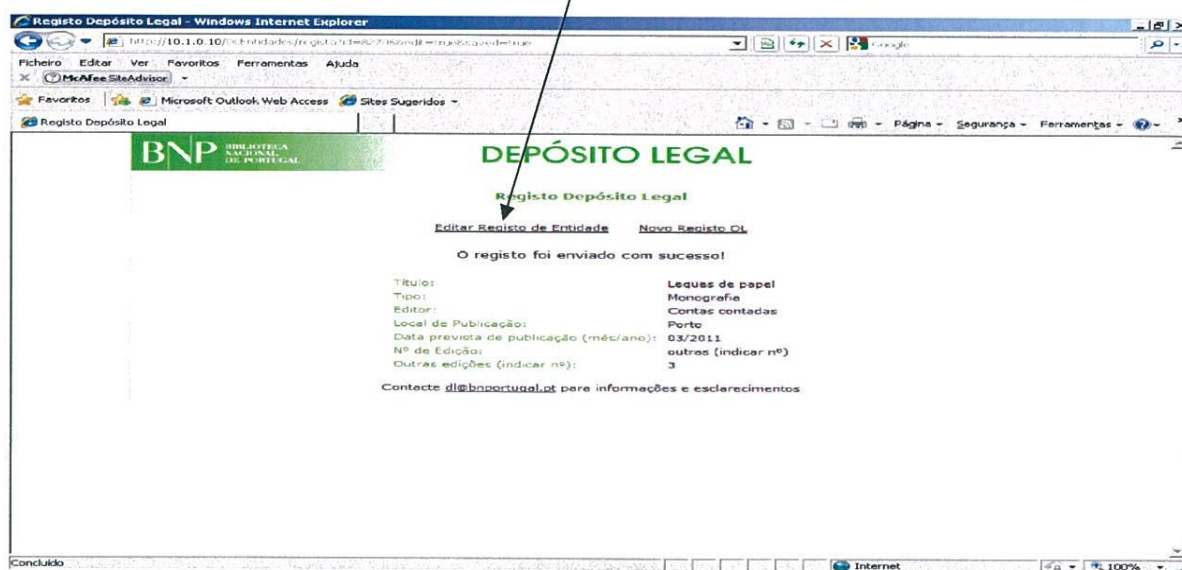 Registo Depósito Legal - Windows Internet Explorer
Google
Ficheiro Editar Ver Favoritos Ferramentas Ajuda
McAfee SiteAdvisor
Favoritos Microsoft Outlook Web Access Sites Sugeridos
Registo Depósito Legal Página Segurança Ferramentas
BNP BIBLIOTECA NACIONAL DE PORTUGAL
DEPÓSITO LEGAL
Registo Depósito Legal
Editar Registo de Entidade Novo Registo DL
O registo foi enviado com sucesso!
Título: Leques de papel
Tipo: Monografia
Editor: Contas contadas
Local de Publicação: Porto
Data prevista de publicação (mês/ano): 03/2011
Nº de Edição: outras (indicar nº)
Outras edições (indicar nº): 3
Contacte dl@bnportugal.pt para informações e esclarecimentos
Concluído Internet 100%